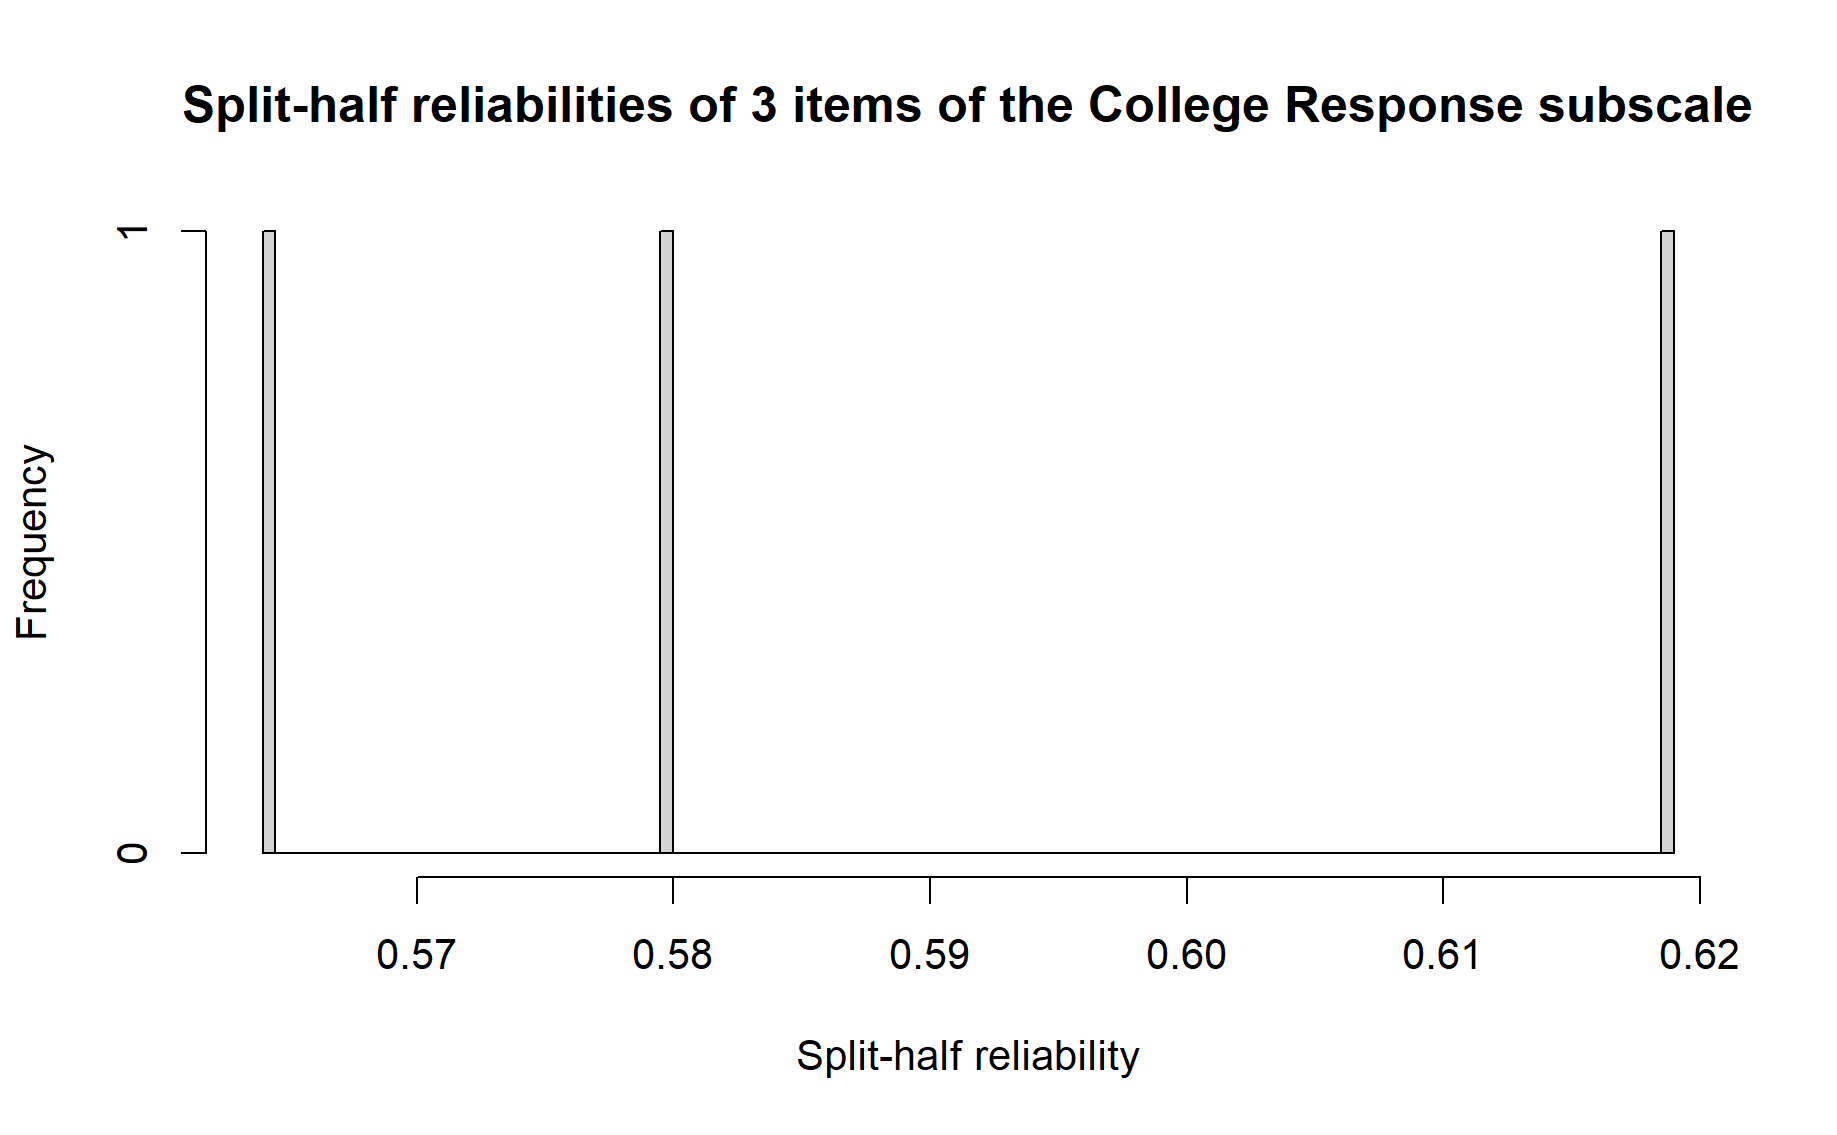 Split-half reliabilities of 3 items of the College Response subscale
Frequency
1
0
0.57 0.58 0.59 0.60 0.61 0.62
Split-half reliability